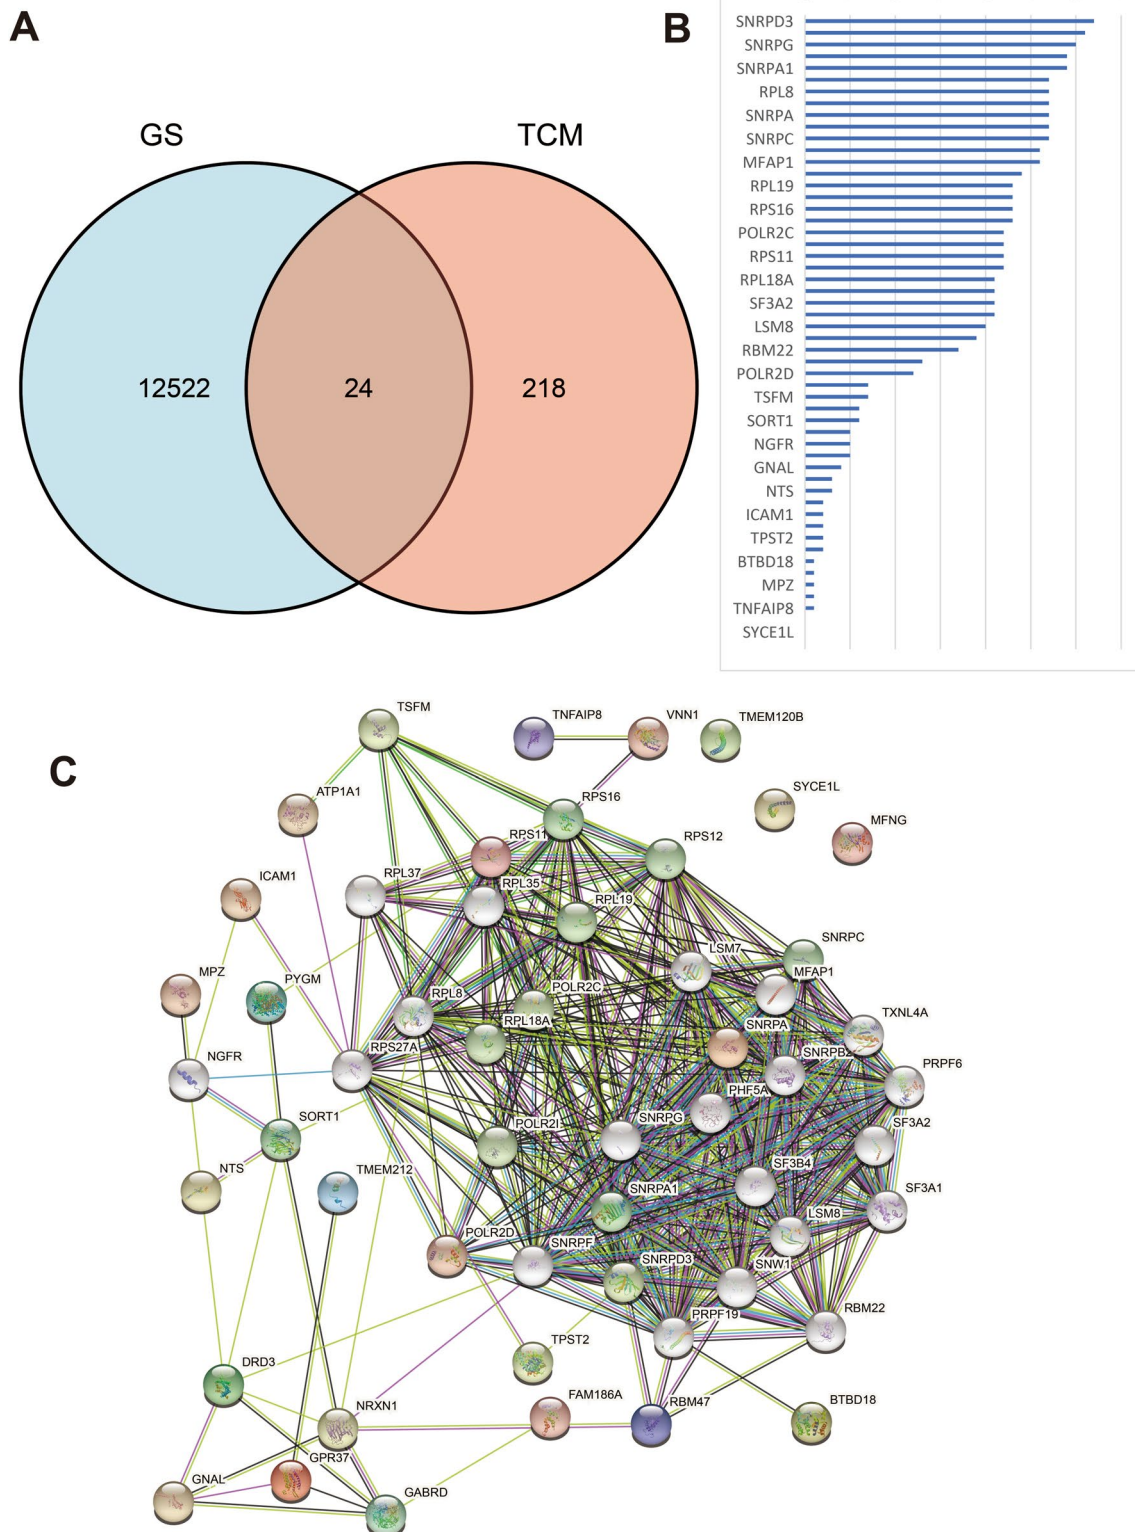 A
GS
TCM
12522
24
218
B
SNRPD3
SNRPG
SNRPA1
RPL8
SNRPA
SNRPC
MFAP1
RPL19
RPS16
POLR2C
RPS11
RPL18A
SF3A2
LSM8
RBM22
POLR2D
TSFM
SORT1
NGFR
GNAL
NTS
ICAM1
TPST2
BTBD18
MPZ
TNFAIP8
SYCE1L
C
TSFM
TNFAIP8
VNN1
TMEM120B
ATP1A1
RPS16
SYCE1L
MFNG
RPS11
RPS12
ICAM1
RPL37
RPL35
RPL19
SNRPC
LSM7
MFAP1
MPZ
PYGM
RPL8
POLR2C
TXNL4A
RPL18A
SNRPA
NGFR
RPS27A
SNRPB2
PRPF6
PHF5A
SORT1
POLR2I
SNRPG
SF3A2
NTS
TMEM212
SF3B4
SNRPA1
SF3A1
LSM8
POLR2D
SNRPF
SNRPD3
SNW1
PRPF19
RBM22
TPST2
DRD3
NRXN1
FAM186A
RBM47
BTBD18
GPR37
GNAL
GABRD